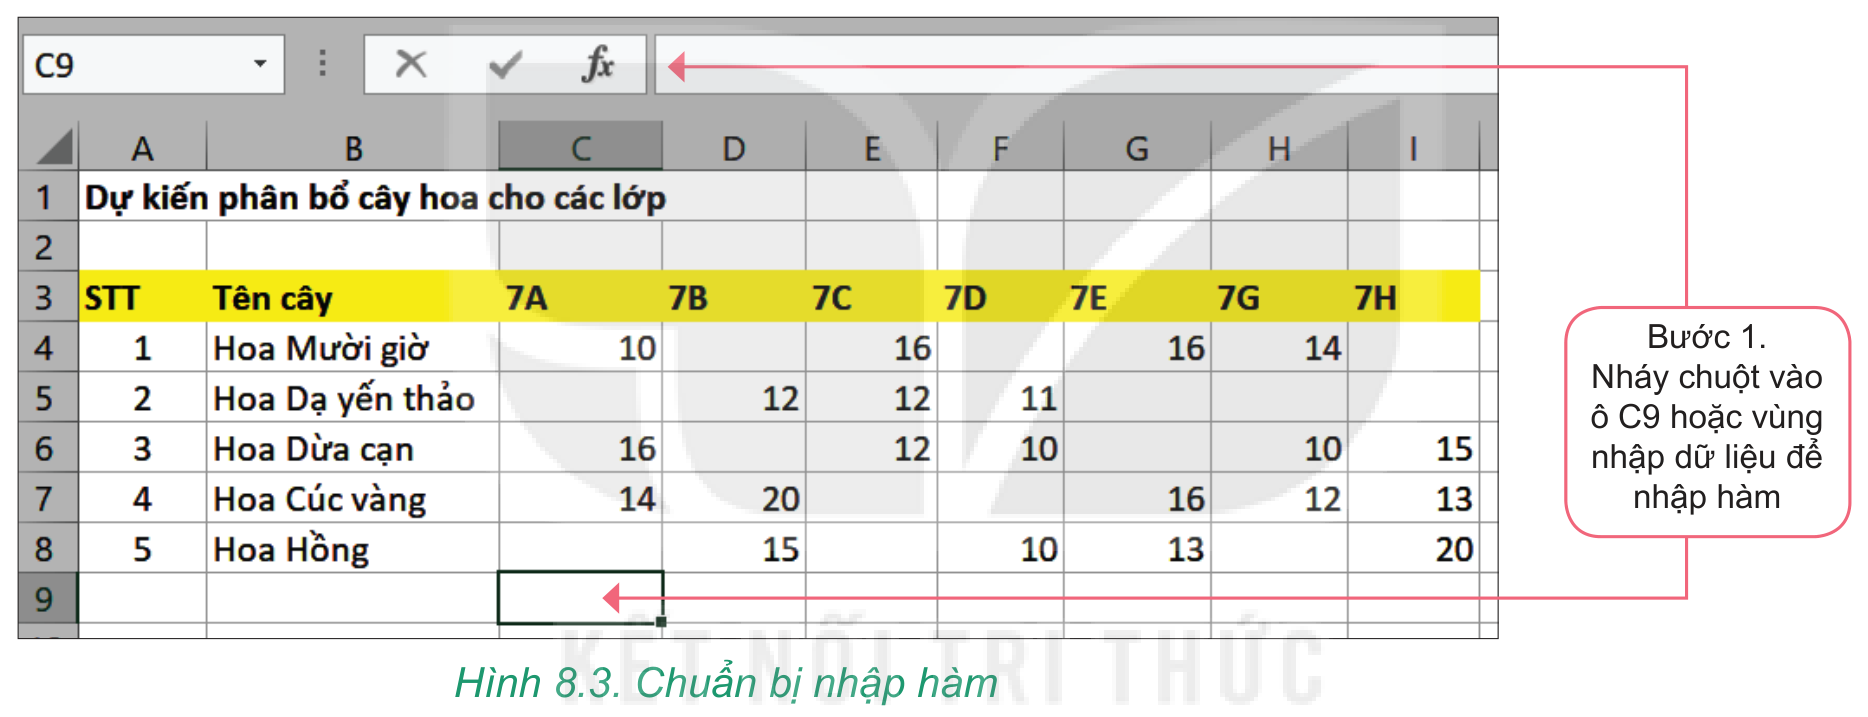 C9 fx
A B C D E F G H I
1 Dự kiến phân bổ cây hoa cho các lớp
2
3 STT Tên cây 7A 7B 7C 7D 7E 7G 7H
4 1 Hoa Mười giờ 10 16 16 14
5 2 Hoa Dạ yến thảo 12 12 11
6 3 Hoa Dừa cạn 16 12 10 10 15
7 4 Hoa Cúc vàng 14 20 16 12 13
8 5 Hoa Hồng 15 10 13 20
9
Bước 1.
Nháy chuột vào
ô C9 hoặc vùng
nhập dữ liệu để
nhập hàm
KẾT NỐI TRI THỨC
Hình 8.3. Chuẩn bị nhập hàm